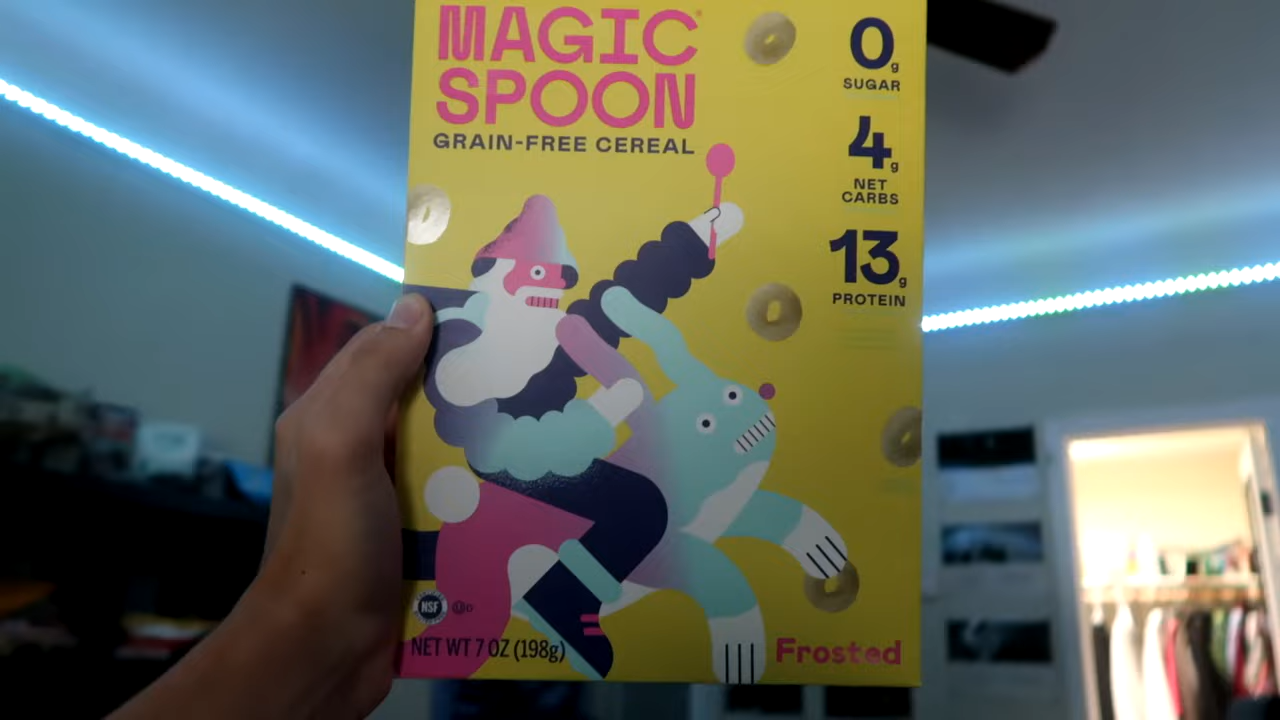 MAGIC
SPOON
GRAIN-FREE CEREAL
0g
SUGAR
4g
NET
CARBS
13g
PROTEIN
NSF
NET WT 7 OZ (198g)
Frosted